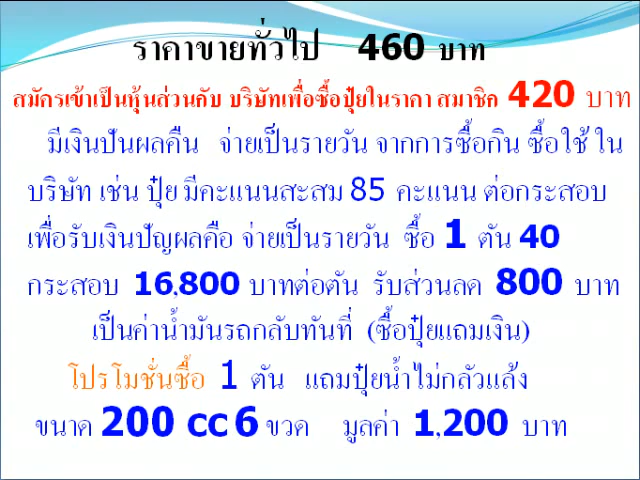 ราคาขายทั่วไป 460 บาท
สมัครเข้าเป็นหุ้นส่วนกับ บริษัทเพื่อซื้อปุ๋ยในราคา สมาชิก 420 บาท
มีเงินปันผลคืน จ่ายเป็นรายวัน จากการซื้อกิน ซื้อใช้ ใน
บริษัท เช่น ปุ๋ย มีคะแนนสะสม 85 คะแนน ต่อกระสอบ
เพื่อรับเงินปัญผลคือ จ่ายเป็นรายวัน ซื้อ 1 ตัน 40
กระสอบ 16,800 บาทต่อตัน รับส่วนลด 800 บาท
เป็นค่าน้ำมันรถกลับทันที่ (ซื้อปุ๋ยแถมเงิน)
โปรโมชั่นซื้อ 1 ตัน แถมปุ๋ยน้ำไม่กลัวแล้ง
ขนาด 200 cc 6 ขวด มูลค่า 1,200 บาท